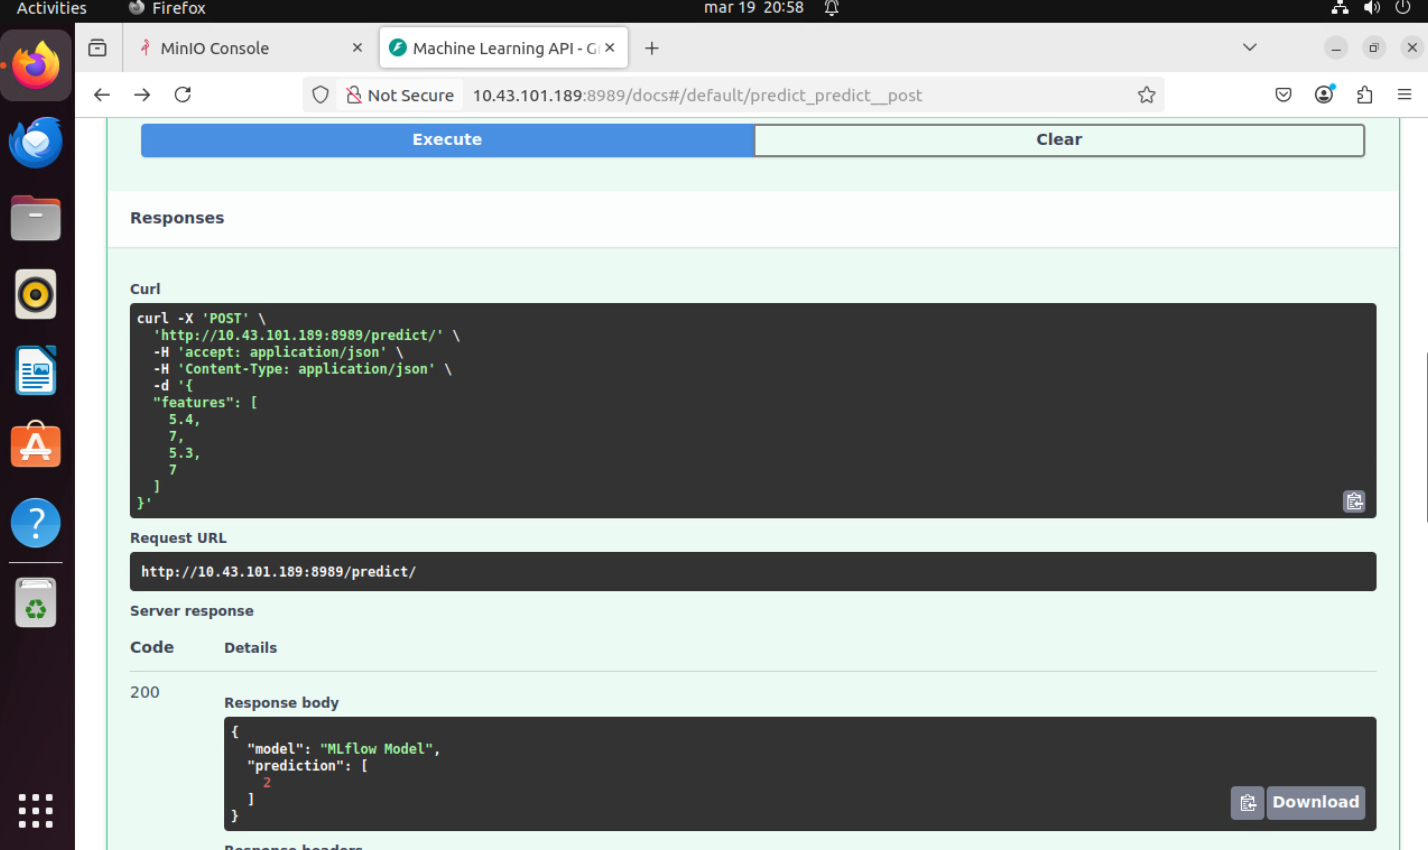 Activities
Firefox
mar 19 20:58
MinIO Console
Machine Learning API - G
Not Secure
10.43.101.189:8989/docs#/default/predict_predict__post
Execute
Clear
Responses
Curl
curl -X 'POST' \
'http://10.43.101.189:8989/predict/' \
-H 'accept: application/json' \
-H 'Content-Type: application/json' \
-d '{
"features": [
5.4,
7,
5.3,
7
]
}'
Request URL
http://10.43.101.189:8989/predict/
Server response
Code
Details
200
Response body
{
"model": "MLflow Model",
"prediction": [
2
]
}
Download
Response headers